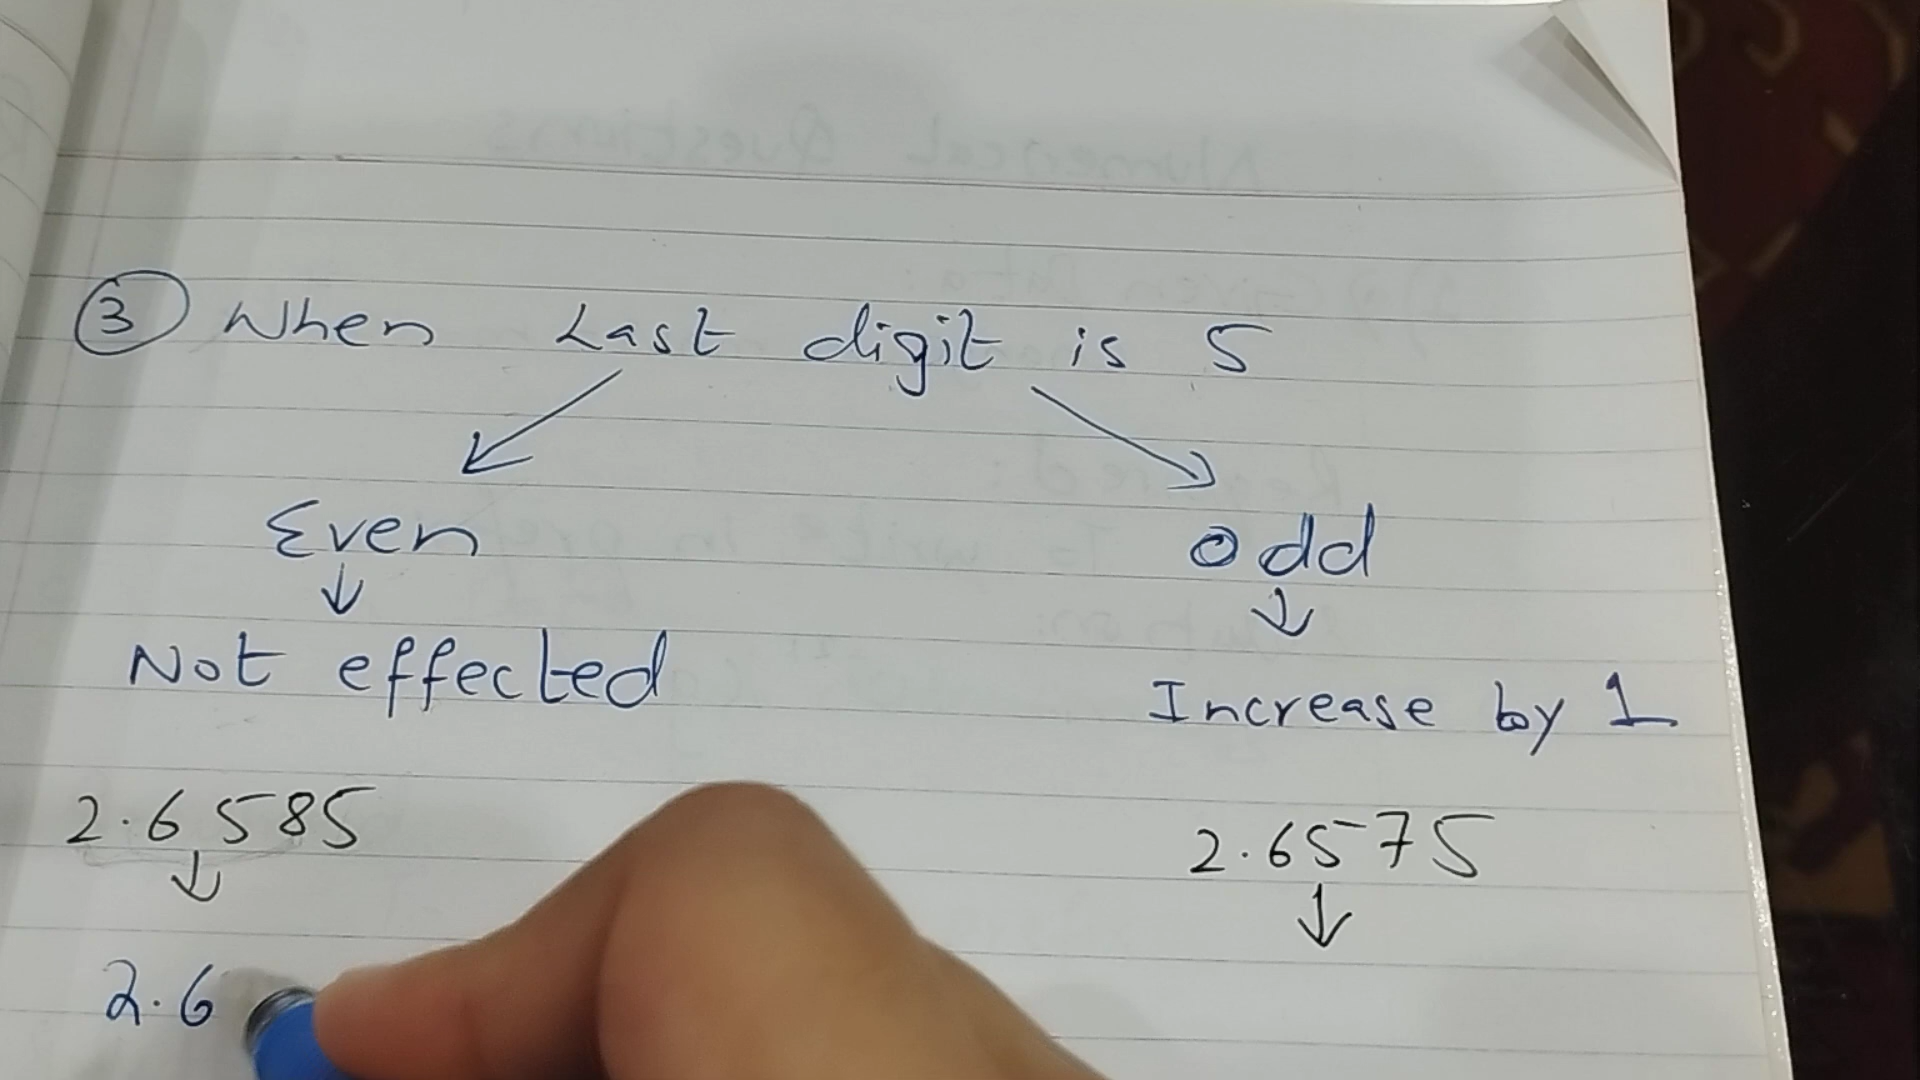 3 When Last digit is 5
Even Odd
Not effected Increase by 1
2.6585 2.6575
2.6